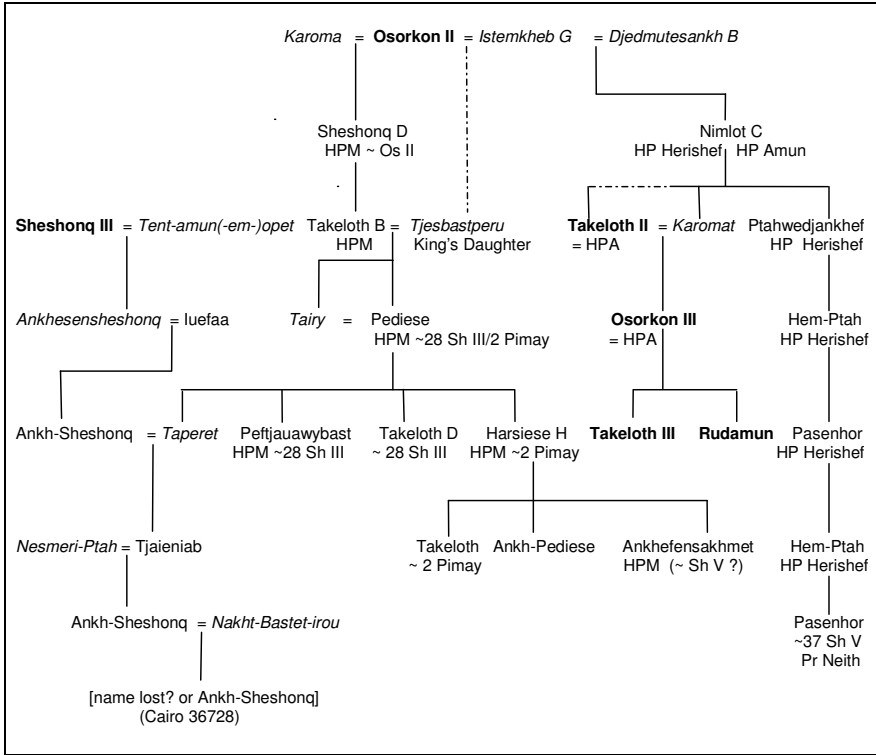 Karoma = Osorkon II = Istemkheb G = Djedmutesankh B
Sheshonq D
HPM ~ Os II
Nimlot C
HP Herishef HP Amun
Sheshonq III = Tent-amun(-em-)opet
Takeloth B = Tjesbastperu
HPM
King's Daughter
Takeloth II = Karomat
= HPA
Ptahwedjankhef
HP Herishef
Ankhesensheshonq = Iuefaa
Tairy = Pediese
HPM ~28 Sh III/2 Pimay
Osorkon III
= HPA
Hem-Ptah
HP Herishef
Ankh-Sheshonq = Taperet
Peftjauawybast
HPM ~28 Sh III
Takeloth D
~ 28 Sh III
Harsiese H
HPM ~2 Pimay
Takeloth III
Rudamun
Pasenhor
HP Herishef
Nesmeri-Ptah = Tjaieniab
Takeloth
~ 2 Pimay
Ankh-Pediese
Ankhefensakhmet
HPM (~ Sh V ?)
Hem-Ptah
HP Herishef
Ankh-Sheshonq = Nakht-Bastet-irou
Pasenhor
~37 Sh V
Pr Neith
[name lost? or Ankh-Sheshonq]
(Cairo 36728)